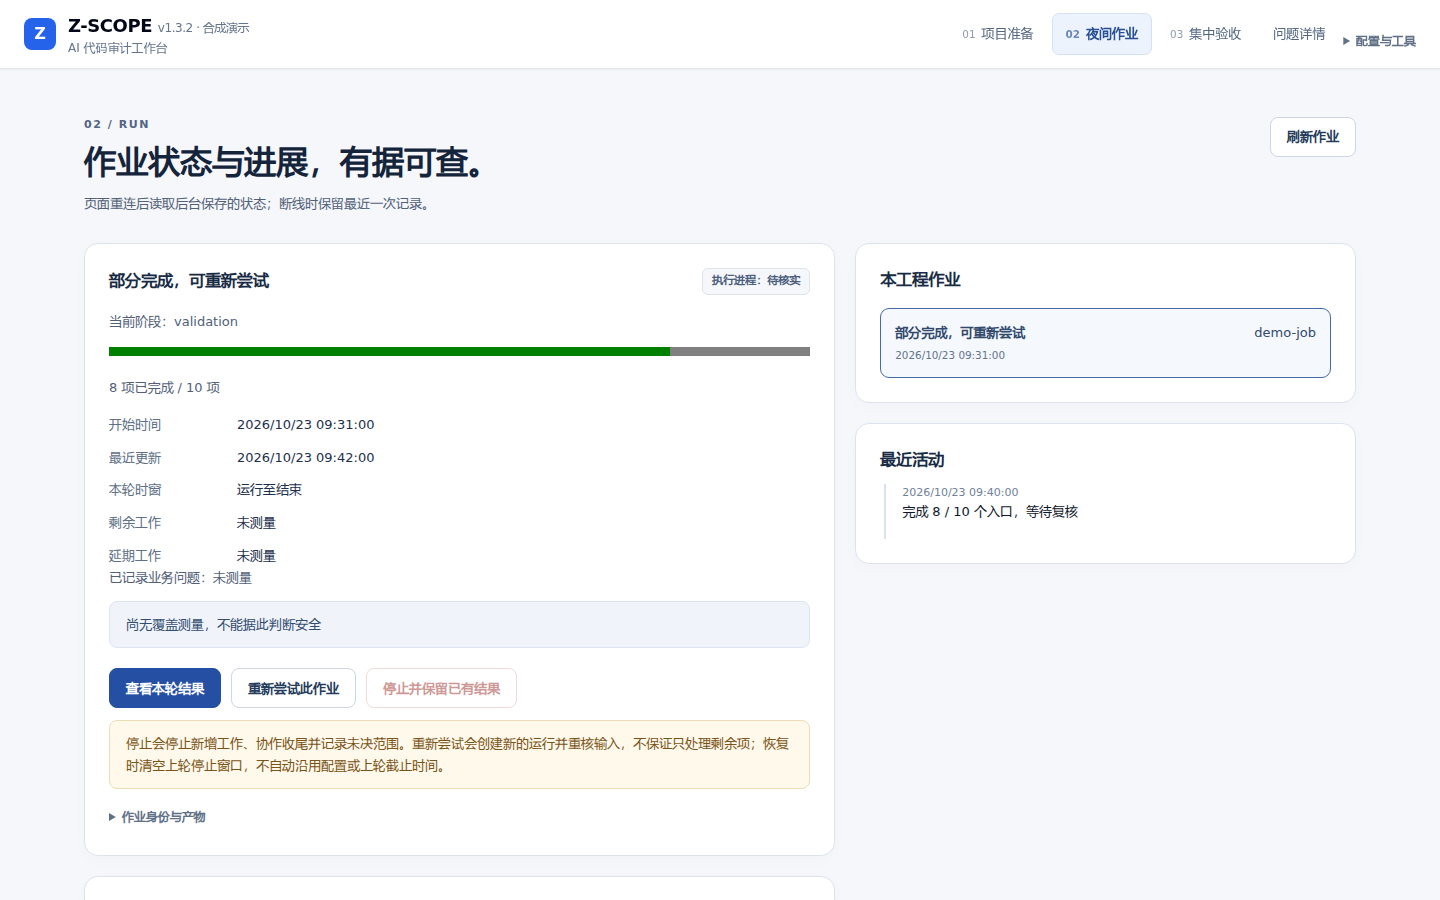 Z
Z-SCOPE v1.3.2 · 合成演示
AI 代码审计工作台
01 项目准备
02 夜间作业
03 集中验收
问题详情
▶ 配置与工具
02 / RUN
作业状态与进展，有据可查。
页面重连后读取后台保存的状态；断线时保留最近一次记录。
刷新作业
部分完成，可重新尝试
执行进程：待核实
当前阶段：validation
8 项已完成 / 10 项
开始时间 2026/10/23 09:31:00
最近更新 2026/10/23 09:42:00
本轮时窗 运行至结束
剩余工作 未测量
延期工作 未测量
已记录业务问题：未测量
尚无覆盖测量，不能据此判断安全
查看本轮结果
重新尝试此作业
停止并保留已有结果
停止会停止新增工作、协作收尾并记录未决范围。重新尝试会创建新的运行并重核输入，不保证只处理剩余项；恢复
时清空上轮停止窗口，不自动沿用配置或上轮截止时间。
▶ 作业身份与产物
本工程作业
部分完成，可重新尝试 demo-job
2026/10/23 09:31:00
最近活动
2026/10/23 09:40:00
完成 8 / 10 个入口，等待复核